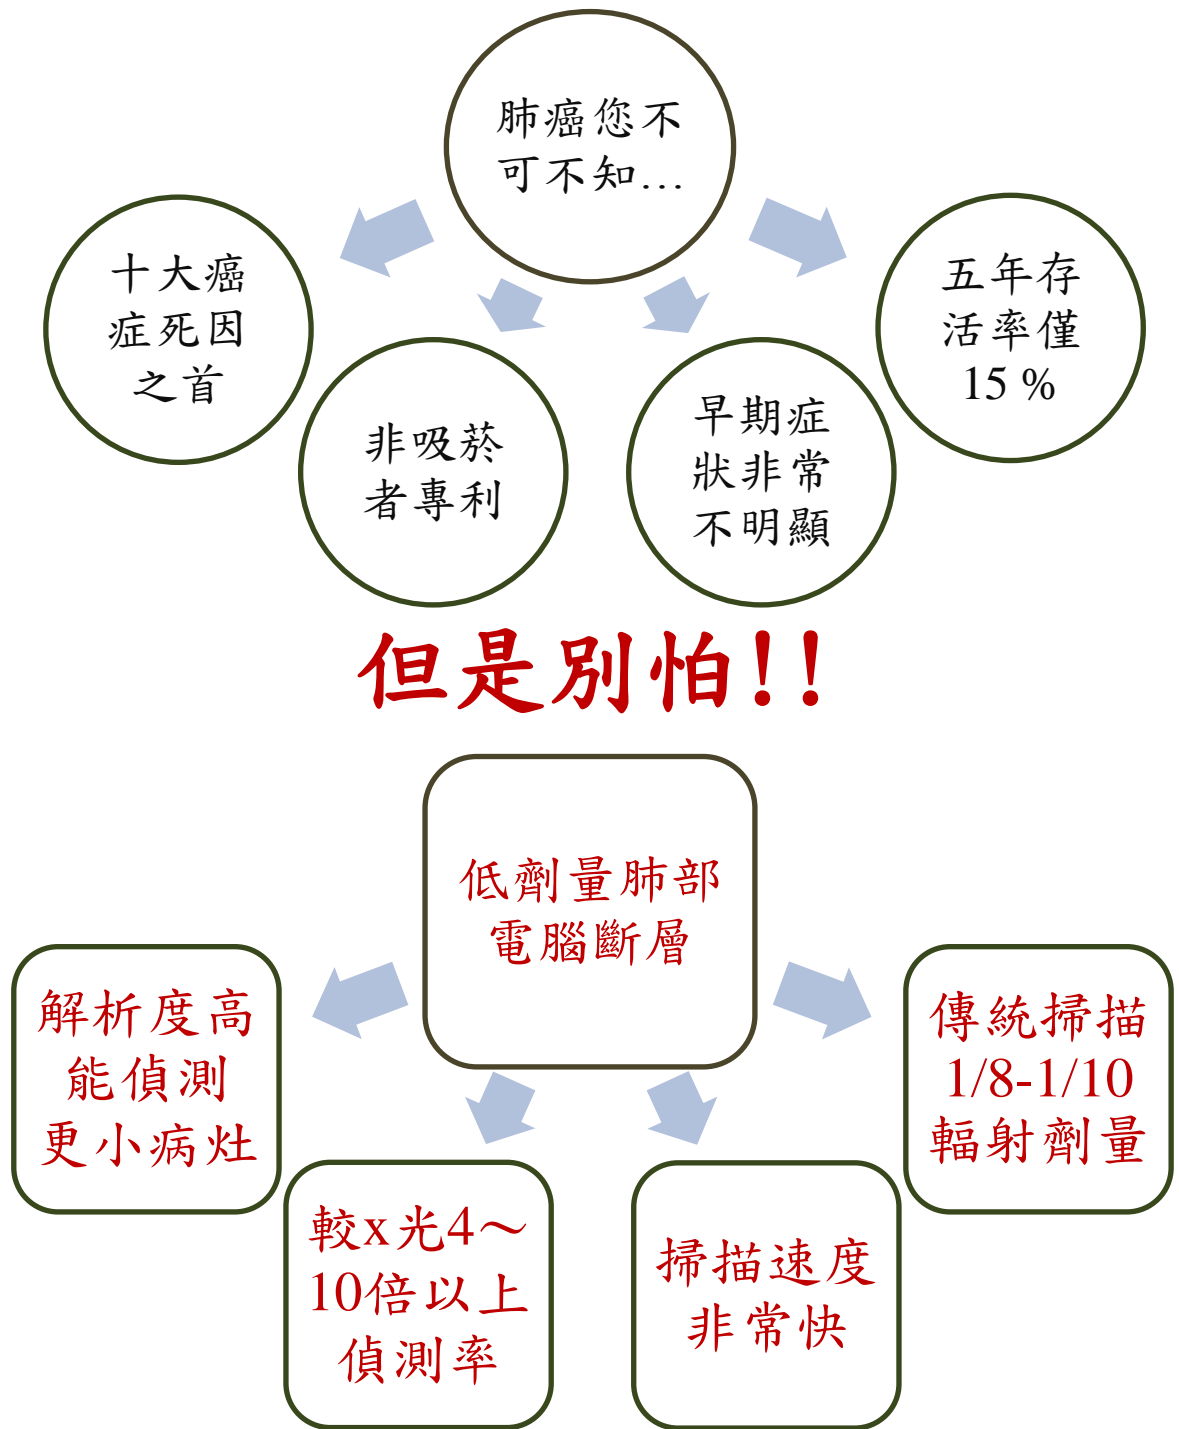 肺癌您不
可不知…
十大癌
症死因
之首
非吸菸
者專利
早期症
狀非常
不明顯
五年存
活率僅
15 %
但是別怕!!
低劑量肺部
電腦斷層
解析度高
能偵測
更小病灶
較x光4～
10倍以上
偵測率
掃描速度
非常快
傳統掃描
1/8-1/10
輻射劑量